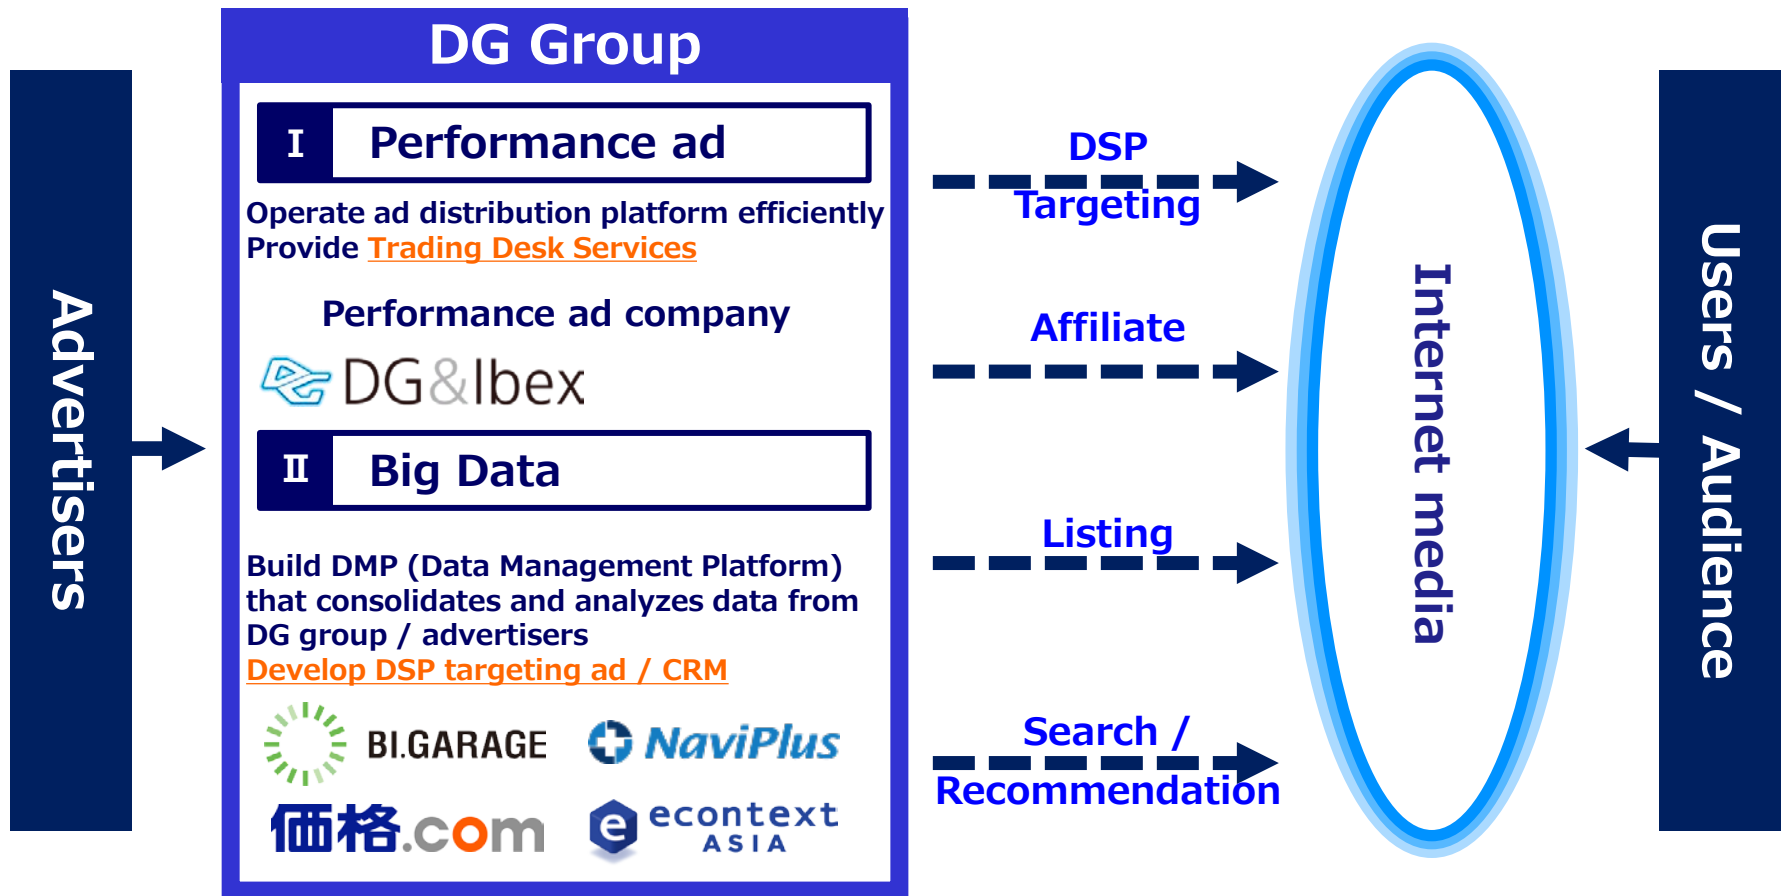 Advertisers
DG Group
I
Performance ad
Operate ad distribution platform efficiently
Provide Trading Desk Services
Performance ad company
DG&Ibex
II
Big Data
Build DMP (Data Management Platform)
that consolidates and analyzes data from
DG group / advertisers
Develop DSP targeting ad / CRM
BI.GARAGE
NaviPlus
価格.com
e
econtext
ASIA
DSP
Targeting
Affiliate
Listing
Search /
Recommendation
Internet media
Users / Audience